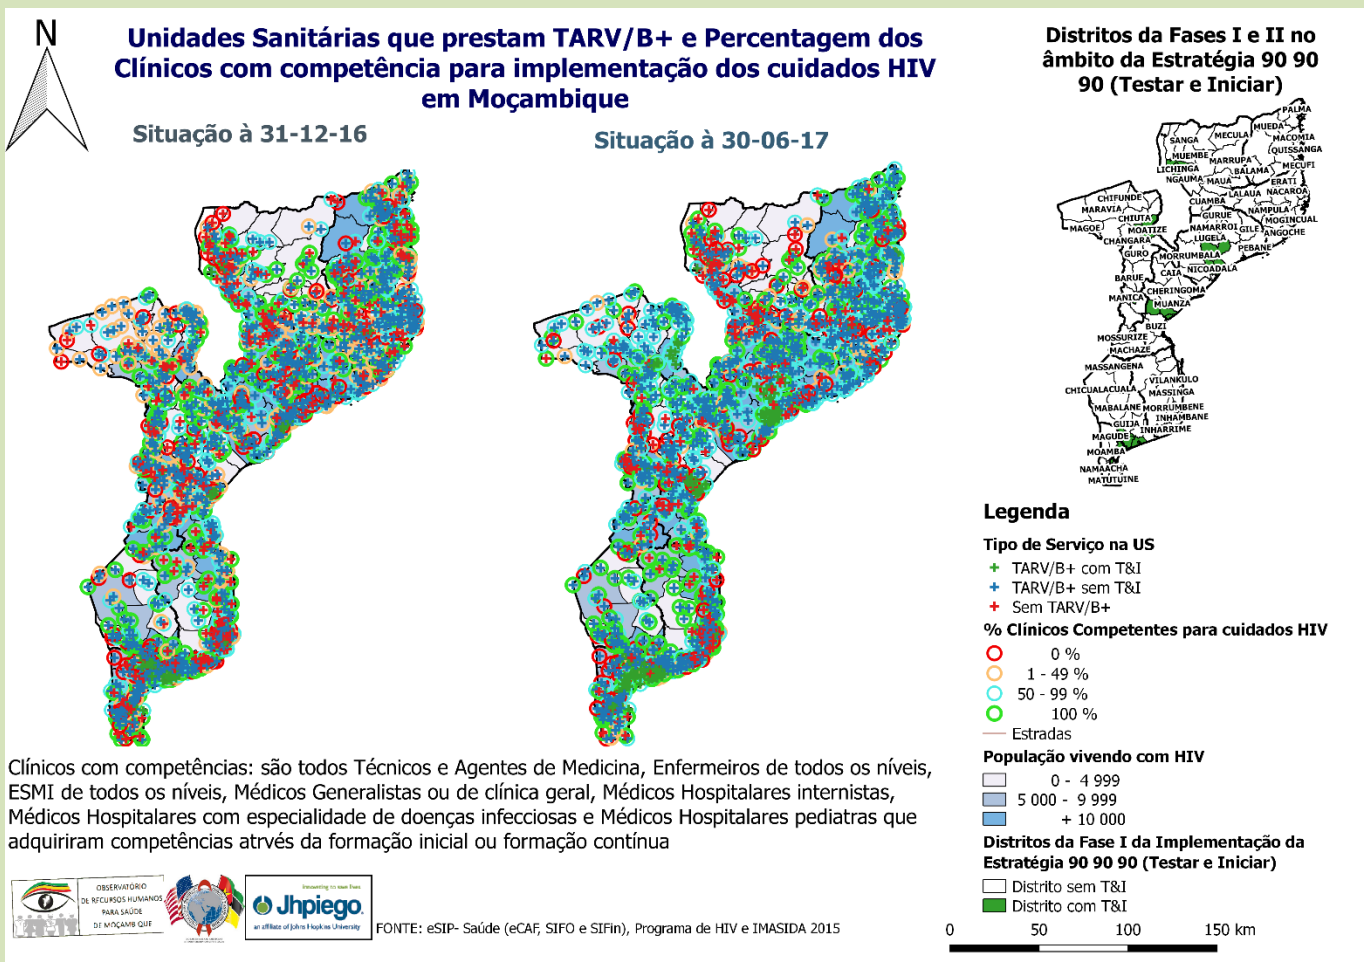 N
Unidades Sanitárias que prestam TARV/B+ e Percentagem dos
Clínicos com competência para implementação dos cuidados HIV
em Moçambique
Situação à 31-12-16
Situação à 30-06-17
Distritos da Fases I e II no
âmbito da Estratégia 90 90
90 (Testar e Iniciar)
PALMA
MUEDA
MECULA
SANGA
MACOMIA
QUISSANGA
MUEMBE
MARRUPA
MECUFI
LICHINGA
BALAMA
NGAUMA
MAUA
ERATI
LALAUA
NACAROA
CHIFUNDE
CUAMBA
MARAVIA
NAMPULA
CHIUTA
GURUE
MOGINCUAL
MAGOE
MOATIZE
NAMARROI
GILE
ANGOCHE
CHANGARA
LUGELA
PEBANE
GURO
MORRUMBALA
BARUE
CAIA
NICOADALA
CHERINGOMA
MANICA
MUANZA
BUZI
MOSSURIZE
MACHAZE
MASSANGENA
VILANKULO
CHICUALACUALA
MASSINGA
MABALANE
MORRUMBENE
INHAMBANE
GUIJA
INHARRIME
MAGUDE
MOAMBA
NAMAACHA
MATUTUINE
Legenda
Tipo de Serviço na US
TARV/B+ com T&I
TARV/B+ sem T&I
Sem TARV/B+
% Clínicos Competentes para cuidados HIV
0 %
1 - 49 %
50 - 99 %
100 %
Estradas
População vivendo com HIV
0 - 4 999
5 000 - 9 999
+ 10 000
Distritos da Fase I da Implementação da
Estratégia 90 90 90 (Testar e Iniciar)
Distrito sem T&I
Distrito com T&I
0 50 100 150 km
Clínicos com competências: são todos Técnicos e Agentes de Medicina, Enfermeiros de todos os níveis,
ESMI de todos os níveis, Médicos Generalistas ou de clínica geral, Médicos Hospitalares internistas,
Médicos Hospitalares com especialidade de doenças infecciosas e Médicos Hospitalares pediatras que
adquiriram competências atrvés da formação inicial ou formação contínua
OBSERVATÓRIO
DE RECURSOS HUMANOS
PARA SAÚDE
DE MOÇAMBIQUE
innovating to save lives
Jhpiego
an affiliate of Johns Hopkins University
FONTE: eSIP- Saúde (eCAF, SIFO e SIFin), Programa de HIV e IMASIDA 2015